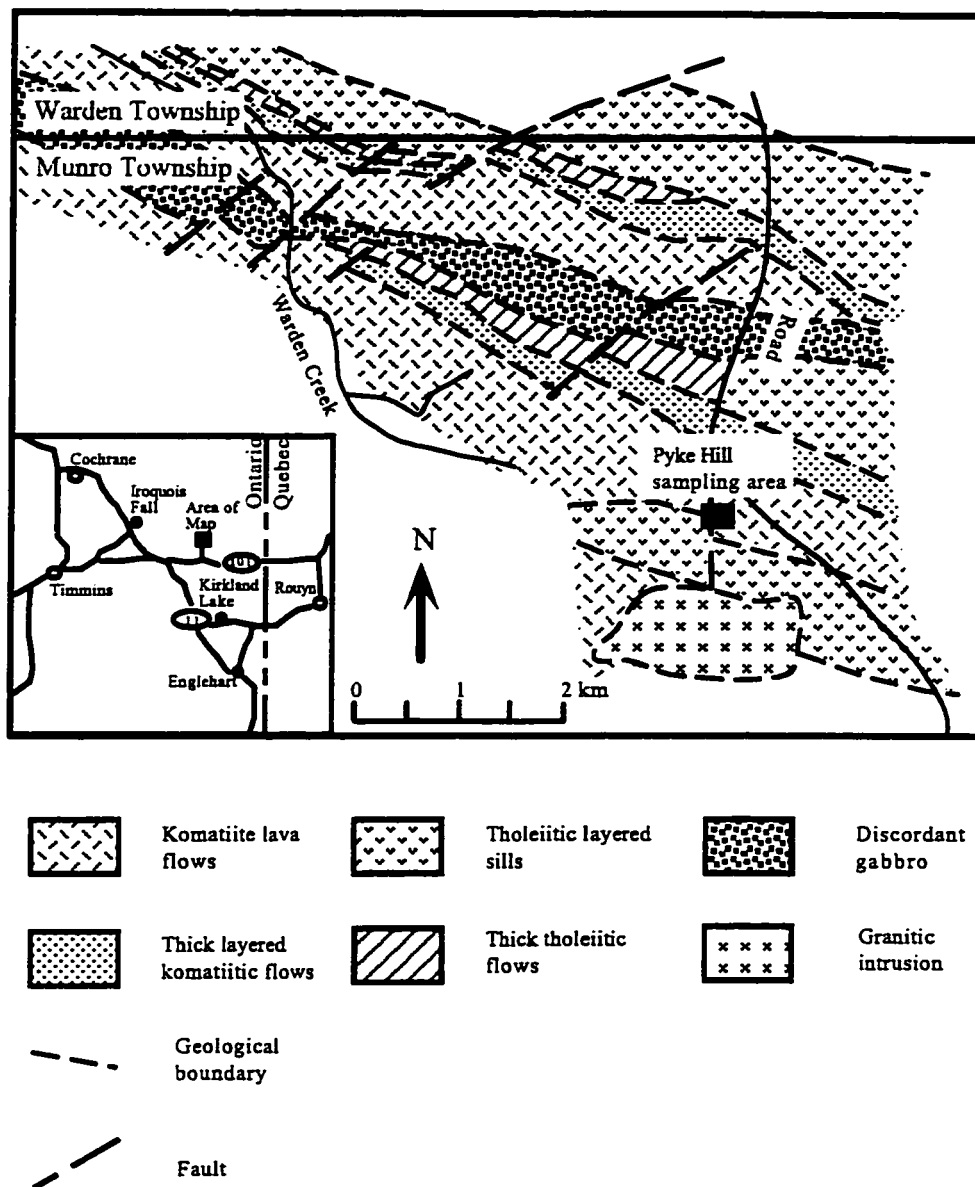 Warden Township
Munro Township
Warden Creek
Road
Pyke Hill
sampling area
Cochrane
Iroquois
Fall
Area of
Map
Ontario
Quebec
Timmins
Kirkland
Lake
Rouyn
Englehart
N
0 1 2 km
Komatiite lava
flows
Tholeiitic layered
sills
Discordant
gabbro
Thick layered
komatiitic flows
Thick tholeiitic
flows
Granitic
intrusion
Geological
boundary
Fault